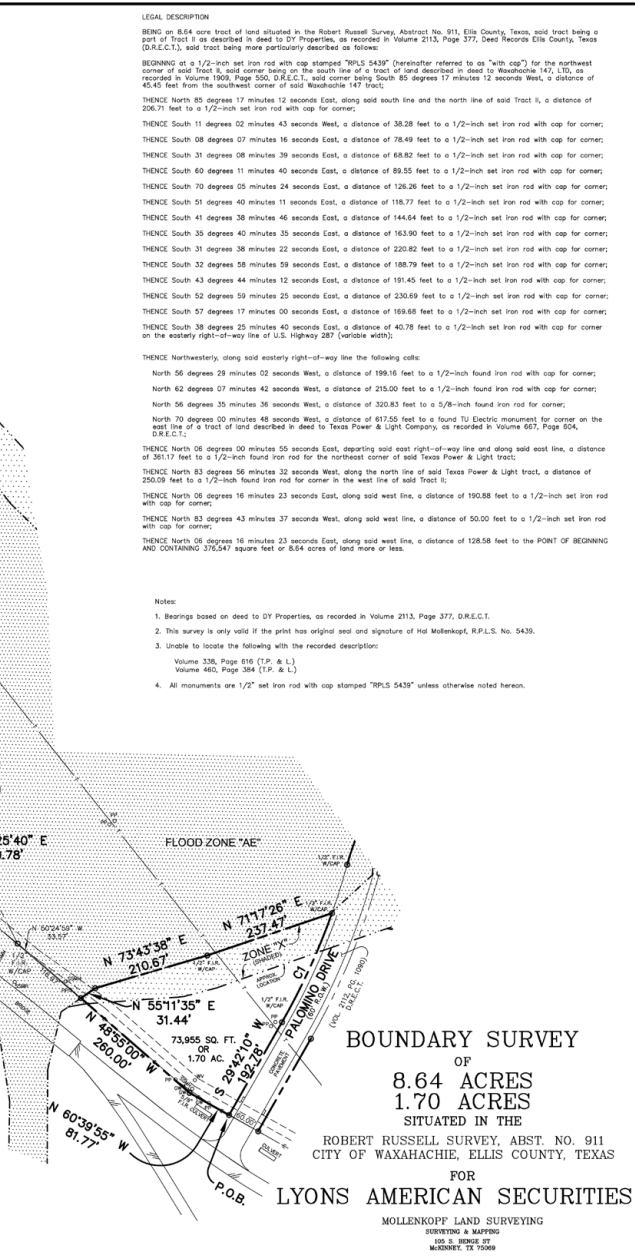 LEGAL DESCRIPTION
BEING an 8.64 acre tract of land situated in the Robert Russell Survey, Abstract No. 911, Ellis County, Texas, said tract being a
part of Tract II as described in deed to DY Properties, as recorded in Volume 2113, Page 377, Deed Records Ellis County, Texas
(D.R.E.C.T.), said tract being more particularly described as follows:
BEGINNNG at a 1/2-inch set iron rod with cap stamped "RPLS 5439" (hereinafter referred to as "with cap") for the northwest
corner of said Tract II, said corner being on the south line of a tract of land described in deed to Waxahachie 147, LTD, as
recorded in Volume 1909, Page 550, D.R.E.C.T., said corner being South 85 degrees 17 minutes 12 seconds West, a distance of
45.45 feet from the southwest corner of said Waxahachie 147 tract;
THENCE North 85 degrees 17 minutes 12 seconds East, along said south line and the north line of said Tract II, a distance of
206.71 feet to a 1/2-inch set iron rod with cap for corner;
THENCE South 11 degrees 02 minutes 43 seconds West, a distance of 38.28 feet to a 1/2-inch set iron rod with cap for corner;
THENCE South 08 degrees 07 minutes 16 seconds East, a distance of 78.49 feet to a 1/2-inch set iron rod with cap for corner;
THENCE South 31 degrees 08 minutes 39 seconds East, a distance of 68.82 feet to a 1/2-inch set iron rod with cap for corner;
THENCE South 60 degrees 11 minutes 40 seconds East, a distance of 89.55 feet to a 1/2-inch set iron rod with cap for corner;
THENCE South 70 degrees 05 minutes 24 seconds East, a distance of 126.26 feet to a 1/2-inch set iron rod with cap for corner;
THENCE South 51 degrees 40 minutes 11 seconds East, a distance of 118.77 feet to a 1/2-inch set iron rod with cap for corner;
THENCE South 41 degrees 38 minutes 46 seconds East, a distance of 144.64 feet to a 1/2-inch set iron rod with cap for corner;
THENCE South 35 degrees 40 minutes 35 seconds East, a distance of 163.90 feet to a 1/2-inch set iron rod with cap for corner;
THENCE South 31 degrees 38 minutes 22 seconds East, a distance of 220.82 feet to a 1/2-inch set iron rod with cap for corner;
THENCE South 32 degrees 58 minutes 59 seconds East, a distance of 188.79 feet to a 1/2-inch set iron rod with cap for corner;
THENCE South 43 degrees 44 minutes 12 seconds East, a distance of 191.45 feet to a 1/2-inch set iron rod with cap for corner;
THENCE South 52 degrees 59 minutes 25 seconds East, a distance of 230.69 feet to a 1/2-inch set iron rod with cap for corner;
THENCE South 57 degrees 17 minutes 00 seconds East, a distance of 169.68 feet to a 1/2-inch set iron rod with cap for corner;
THENCE South 38 degrees 25 minutes 40 seconds East, a distance of 40.78 feet to a 1/2-inch set iron rod with cap for corner
on the easterly right-of-way line of U.S. Highway 287 (variable width);
THENCE Northwesterly, along said easterly right-of-way line the following calls:
North 56 degrees 29 minutes 02 seconds West, a distance of 199.16 feet to a 1/2-inch found iron rod with cap for corner;
North 62 degrees 07 minutes 42 seconds West, a distance of 215.00 feet to a 1/2-inch found iron rod with cap for corner;
North 56 degrees 35 minutes 36 seconds West, a distance of 320.83 feet to a 5/8-inch found iron rod for corner;
North 70 degrees 00 minutes 48 seconds West, a distance of 617.55 feet to a found TU Electric monument for corner on the
east line of a tract of land described in deed to Texas Power & Light Company, as recorded in Volume 667, Page 604,
D.R.E.C.T.;
THENCE North 06 degrees 00 minutes 55 seconds East, departing said east right-of-way line and along said east line, a distance
of 361.17 feet to a 1/2-inch found iron rod for the northeast corner of said Texas Power & Light tract;
THENCE North 83 degrees 56 minutes 32 seconds West, along the north line of said Texas Power & Light tract, a distance of
250.09 feet to a 1/2-inch found iron rod for corner in the west line of said Tract II;
THENCE North 06 degrees 16 minutes 23 seconds East, along said west line, a distance of 190.88 feet to a 1/2-inch set iron rod
with cap for corner;
THENCE North 83 degrees 43 minutes 37 seconds West, along said west line, a distance of 50.00 feet to a 1/2-inch set iron rod
with cap for corner;
THENCE North 06 degrees 16 minutes 23 seconds East, along said west line, a distance of 128.58 feet to the POINT OF BEGINNING
AND CONTAINING 376,547 square feet or 8.64 acres of land more or less.
Notes:
1. Bearings based on deed to DY Properties, as recorded in Volume 2113, Page 377, D.R.E.C.T.
2. This survey is only valid if the print has original seal and signature of Hal Mollenkopf, R.P.L.S. No. 5439.
3. Unable to locate the following with the recorded description:
Volume 338, Page 616 (T.P. & L.)
Volume 460, Page 384 (T.P. & L.)
4. All monuments are 1/2" set iron rod with cap stamped "RPLS 5439" unless otherwise noted hereon.
PP
25'40" E
0.78'
FLOOD ZONE "AE"
1/2" F.I.R.
W/CAP
N 71°17'26" E
237.47'
1/2" F.I.R.
W/CAP
N 50°24'59" W
33.57'
1/2"
F.I.R.
W/CAP
N 73°43'38" E
210.67'
1/2" F.I.R.
W/CAP
ZONE "X"
(SHADED)
APPROX.
LOCATION
C1
PALOMINO DRIVE
(60' R.O.W.)
(VOL. 2112, PG. 1090)
D.R.E.C.T.
BRIDGE
N 55°11'35" E
31.44'
1/2" F.I.R.
W/CAP
PP
N 48°55'00" W
260.00'
73,955 SQ. FT.
OR
1.70 AC.
S 29°42'10" W
192.78'
CONCRETE
PAVEMENT
PP
F.I.R. CULVERT
(60.00')
CULVERT
N 60°39'55" W
81.77'
P.O.B.
BOUNDARY SURVEY
OF
8.64 ACRES
1.70 ACRES
SITUATED IN THE
ROBERT RUSSELL SURVEY, ABST. NO. 911
CITY OF WAXAHACHIE, ELLIS COUNTY, TEXAS
FOR
LYONS AMERICAN SECURITIES
MOLLENKOPF LAND SURVEYING
SURVEYING & MAPPING
105 S. BENGE ST
McKINNEY, TX 75069